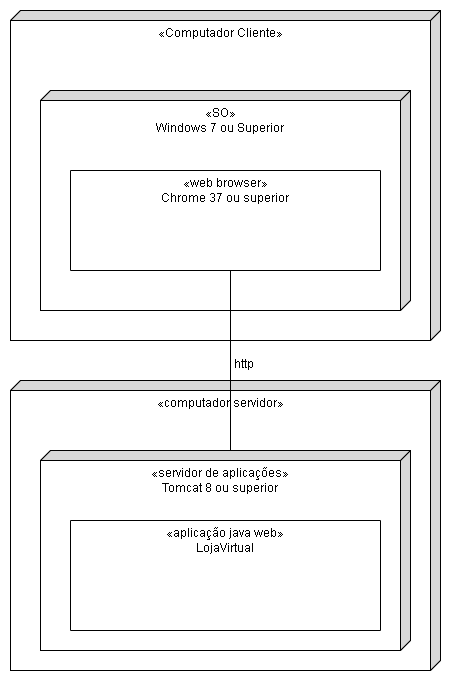 «Computador Cliente»
«SO»
Windows 7 ou Superior
«web browser»
Chrome 37 ou superior
http
«computador servidor»
«servidor de aplicações»
Tomcat 8 ou superior
«aplicação java web»
LojaVirtual